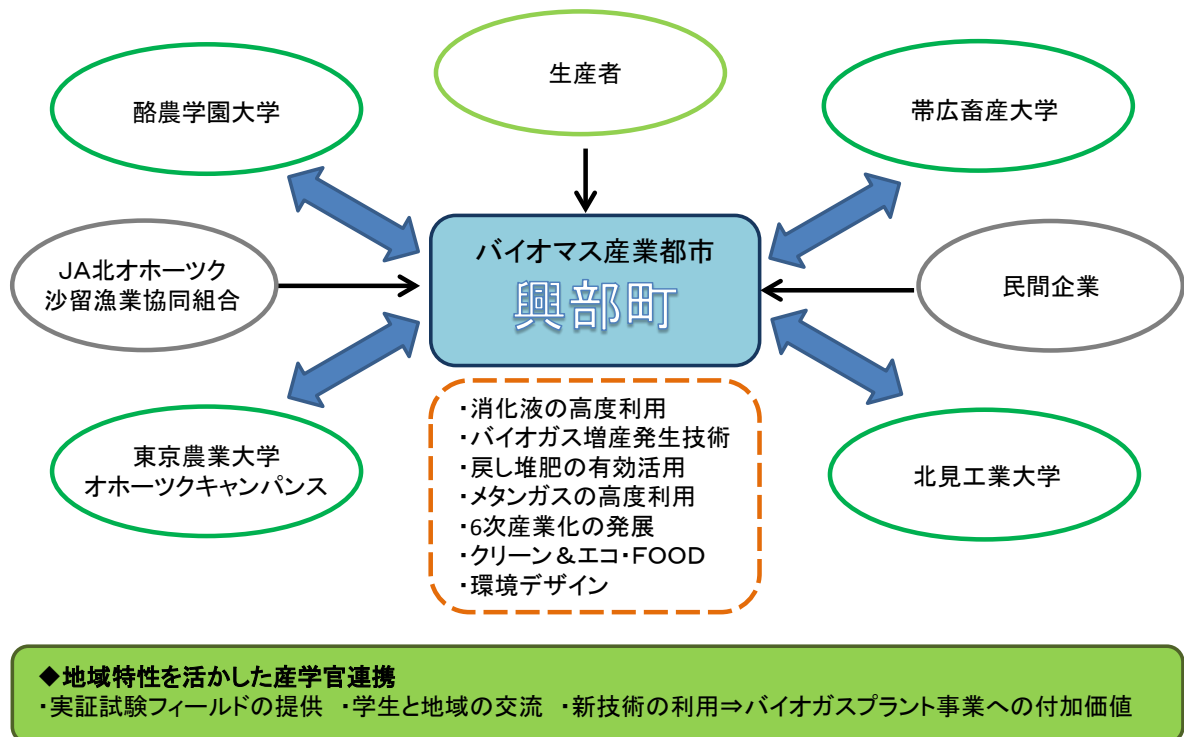 生産者
酪農学園大学
帯広畜産大学
バイオマス産業都市
興部町
JA北オホーツク
沙留漁業協同組合
民間企業
東京農業大学
オホーツクキャンパンス
北見工業大学
・消化液の高度利用
・バイオガス増産発生技術
・戻し堆肥の有効活用
・メタンガスの高度利用
・6次産業化の発展
・クリーン&エコ・FOOD
・環境デザイン
◆地域特性を活かした産学官連携
・実証試験フィールドの提供 ・学生と地域の交流 ・新技術の利用⇒バイオガスプラント事業への付加価値